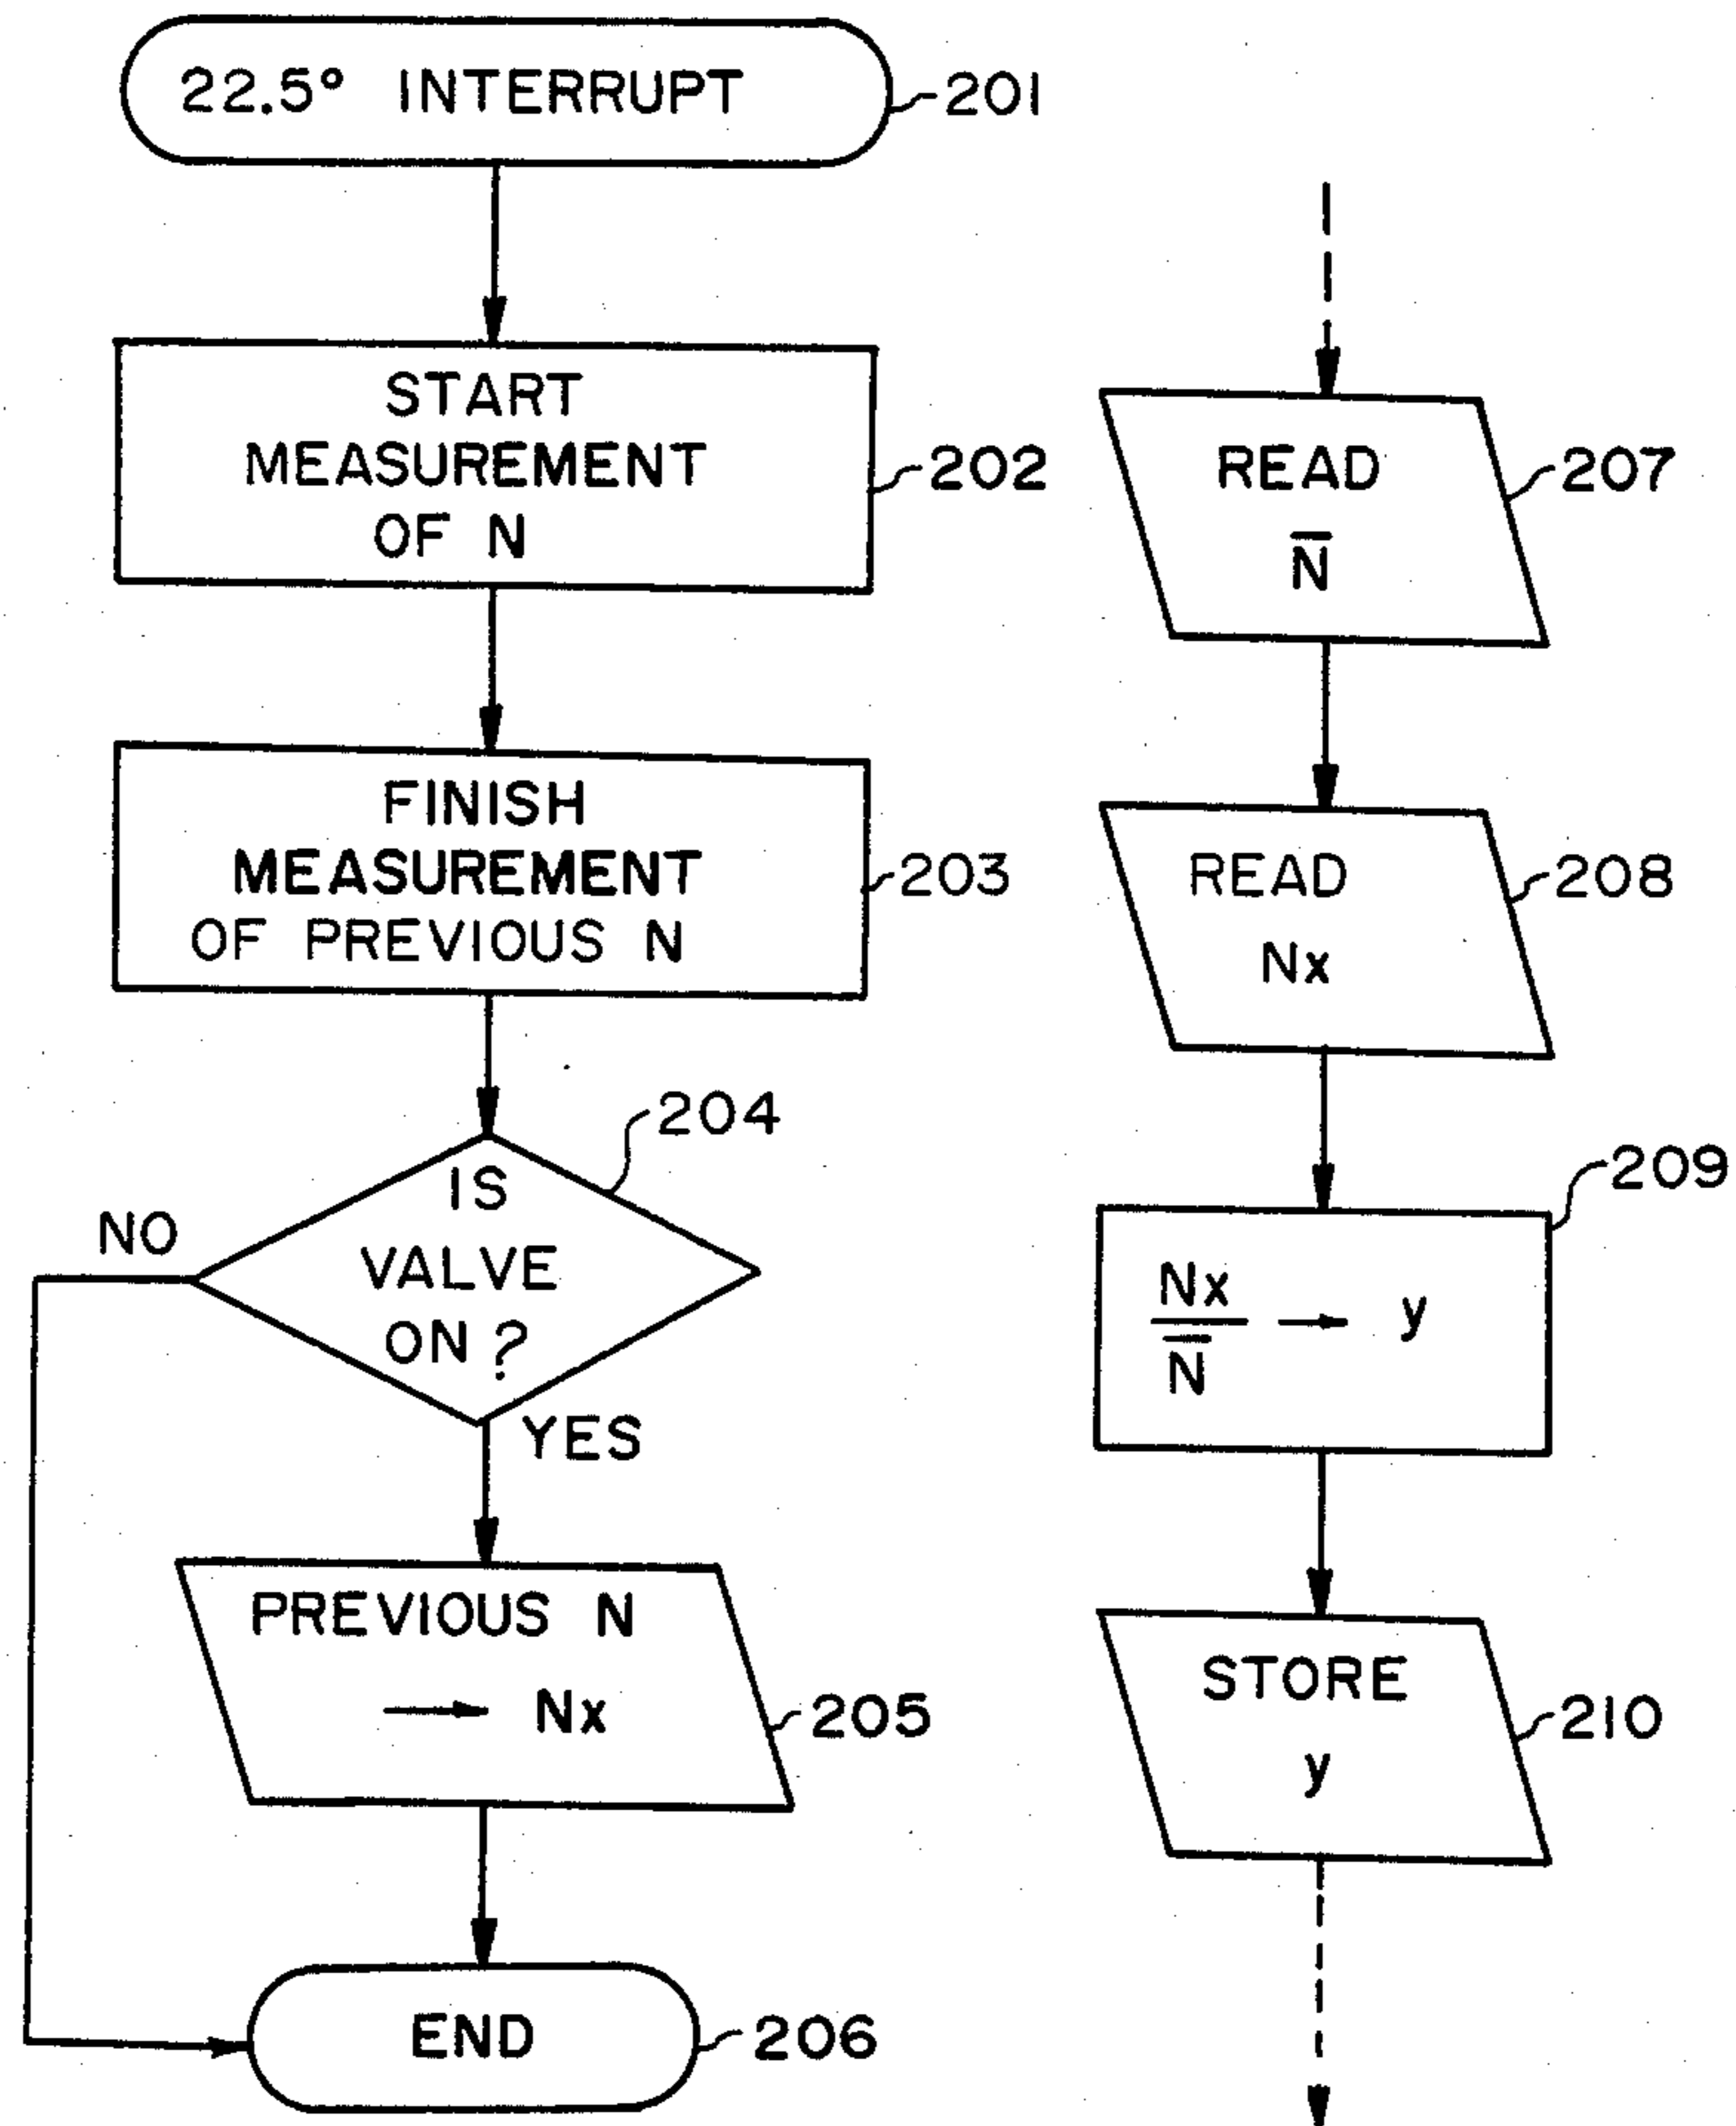 22.5° INTERRUPT
201
START
MEASUREMENT
OF N
202
FINISH
MEASUREMENT
OF PREVIOUS N
203
204
IS
VALVE
ON ?
NO
YES
PREVIOUS N
→ Nx
205
END
206
READ
N̅
207
READ
Nx
208
209
Nx
→ y
N̅
STORE
y
210